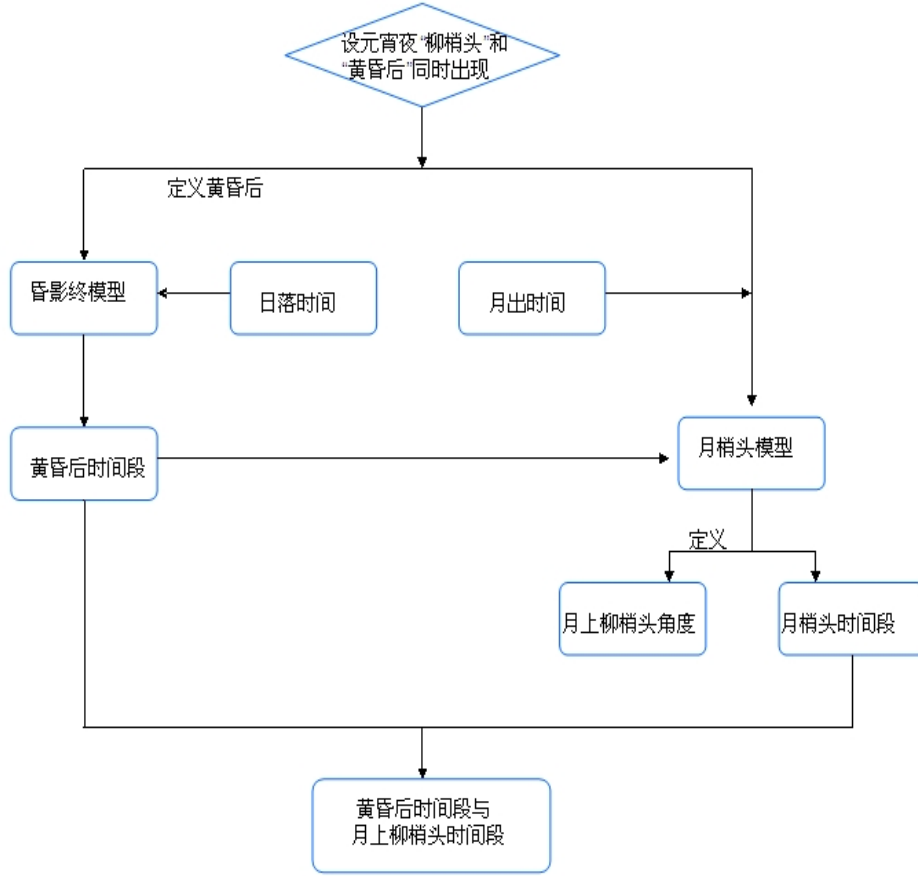 设元宵夜“柳梢头”和
“黄昏后”同时出现
定义黄昏后
昏影终模型
日落时间
月出时间
黄昏后时间段
月梢头模型
定义
月上柳梢头角度
月梢头时间段
黄昏后时间段与
月上柳梢头时间段